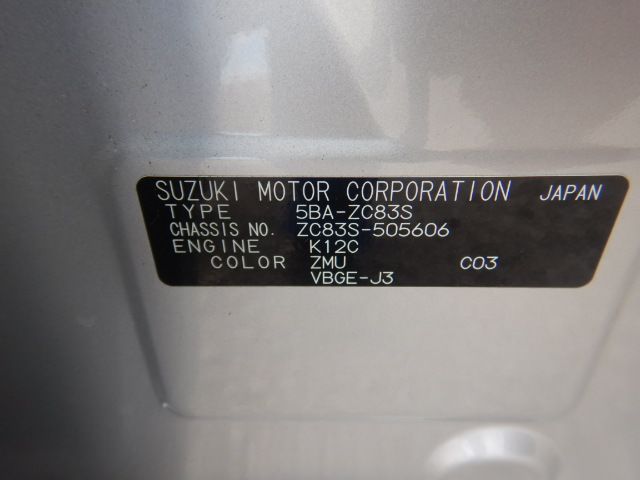 SUZUKI MOTOR CORPORATION JAPAN
TYPE 5BA-ZC83S
CHASSIS NO. ZC83S-505606
ENGINE K12C
COLOR ZMU C03
VBGE-J3